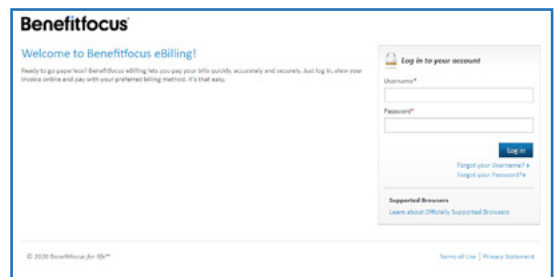 Benefitfocus®
Welcome to Benefitfocus eBilling!
Ready to go paperless? Benefitfocus eBilling lets you pay your bills quickly, accurately and securely. Just log in, view your
invoice online and pay with your preferred billing method. It's that easy.
Log in to your account
Username*
Password*
Log in
Forgot your Username?
Forgot your Password?
Supported Browsers
Learn about Officially Supported Browsers
© 2020 Benefitfocus for life™
Terms of Use | Privacy Statement